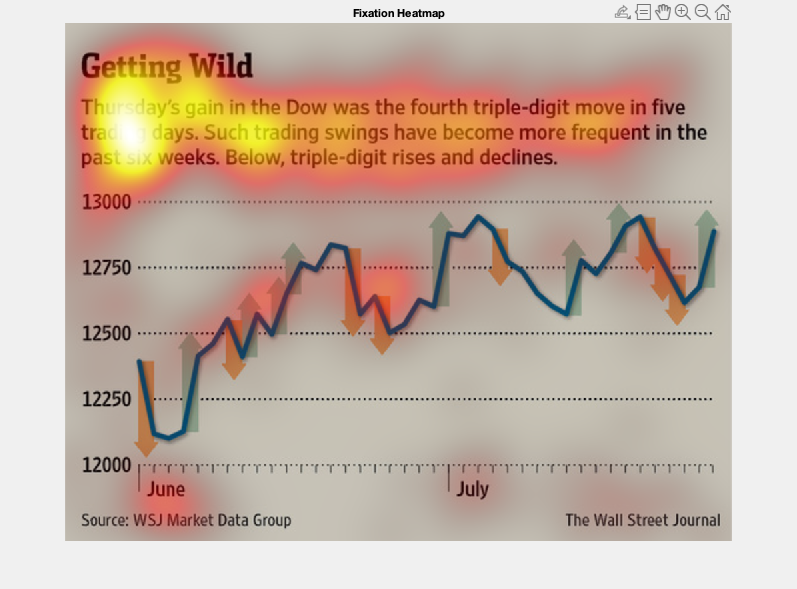 Fixation Heatmap
Getting Wild
Thursday's gain in the Dow was the fourth triple-digit move in five
trading days. Such trading swings have become more frequent in the
past six weeks. Below, triple-digit rises and declines.
13000
12750
12500
12250
12000
June July
Source: WSJ Market Data Group The Wall Street Journal